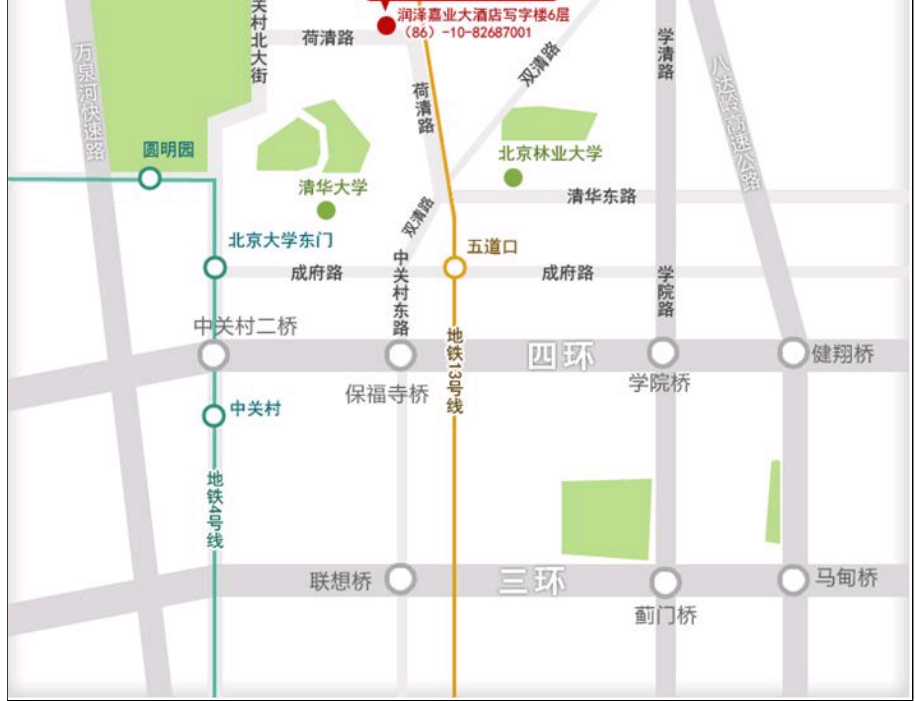 润泽嘉业大酒店写字楼6层
(86) -10-82687001
关村北大街
荷清路
学清路
双清路
万泉河快速路
八达岭高速公路
荷清路
圆明园
北京林业大学
清华大学
清华东路
双清路
北京大学东门
五道口
中关村东路
成府路
成府路
学院路
中关村二桥
四环
健翔桥
地铁13号线
学院桥
保福寺桥
中关村
地铁4号线
联想桥
三环
马甸桥
蓟门桥